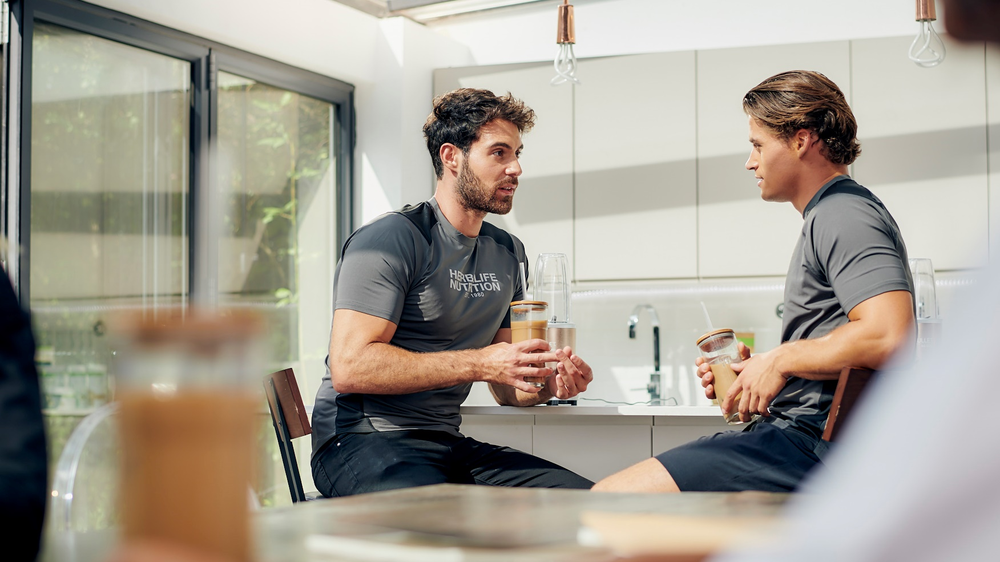 HERBLIFE
NUTRITION
EST. 1980